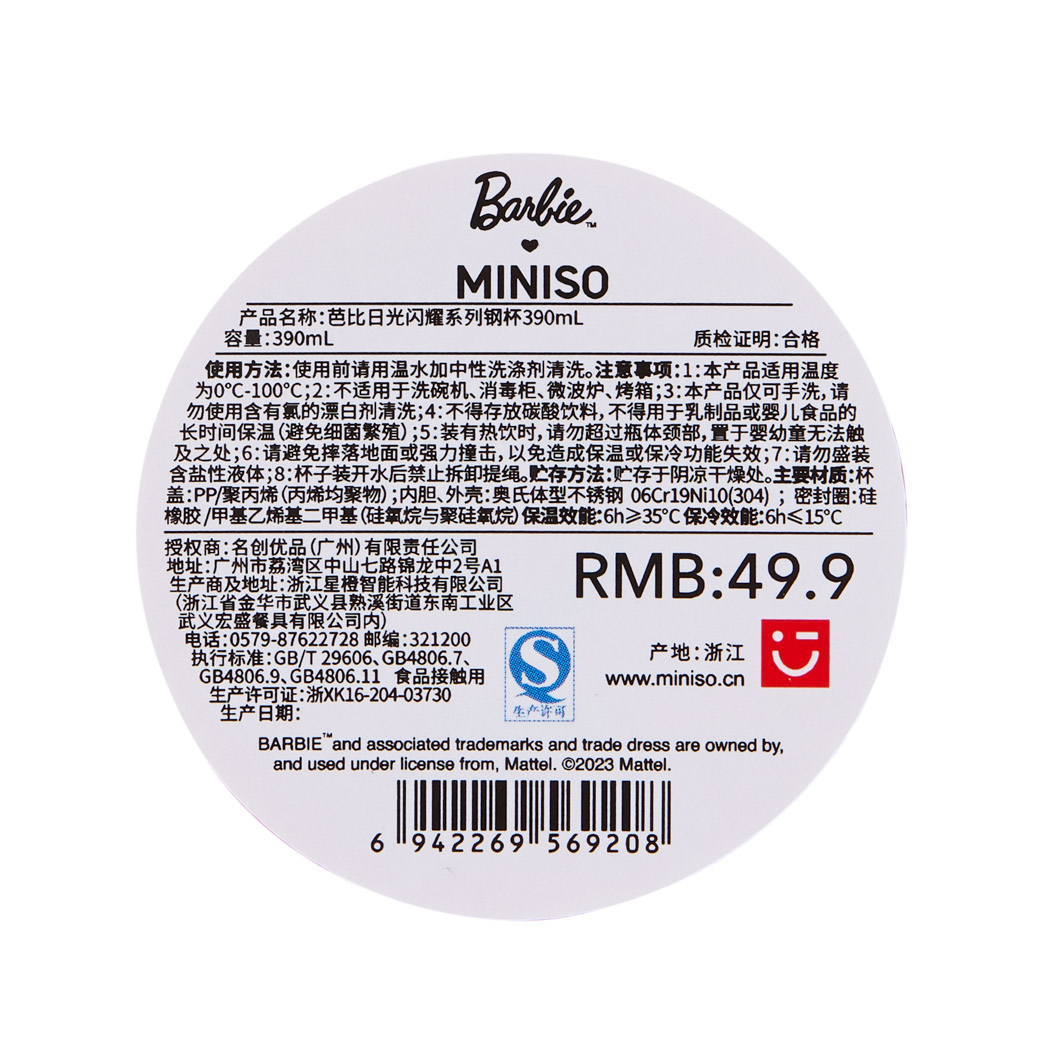 Barbie™
MINISO
产品名称:芭比日光闪耀系列钢杯390mL
容量:390mL 质检证明:合格
使用方法:使用前请用温水加中性洗涤剂清洗。注意事项:1:本产品适用温度
为0℃-100℃;2:不适用于洗碗机、消毒柜、微波炉、烤箱;3:本产品仅可手洗,请
勿使用含有氯的漂白剂清洗;4:不得存放碳酸饮料,不得用于乳制品或婴儿食品的
长时间保温(避免细菌繁殖);5:装有热饮时,请勿超过瓶体颈部,置于婴幼童无法触
及之处;6:请避免摔落地面或强力撞击,以免造成保温或保冷功能失效;7:请勿盛装
含盐性液体;8:杯子装开水后禁止拆卸提绳。贮存方法:贮存于阴凉干燥处。主要材质:杯
盖:PP/聚丙烯(丙烯均聚物);内胆、外壳:奥氏体型不锈钢 06Cr19Ni10(304) ; 密封圈:硅
橡胶/甲基乙烯基二甲基(硅氧烷与聚硅氧烷)保温效能:6h≥35℃ 保冷效能:6h≤15℃
授权商:名创优品(广州)有限责任公司
地址:广州市荔湾区中山七路锦龙中2号A1
生产商及地址:浙江星橙智能科技有限公司
(浙江省金华市武义县熟溪街道东南工业区
武义宏盛餐具有限公司内)
电话:0579-87622728 邮编:321200
执行标准:GB/T 29606、GB4806.7、
GB4806.9、GB4806.11 食品接触用
生产许可证:浙XK16-204-03730
生产日期:
RMB:49.9
产地:浙江
www.miniso.cn
生产许可
BARBIE™ and associated trademarks and trade dress are owned by,
and used under license from, Mattel. ©2023 Mattel.
6 942269 569208